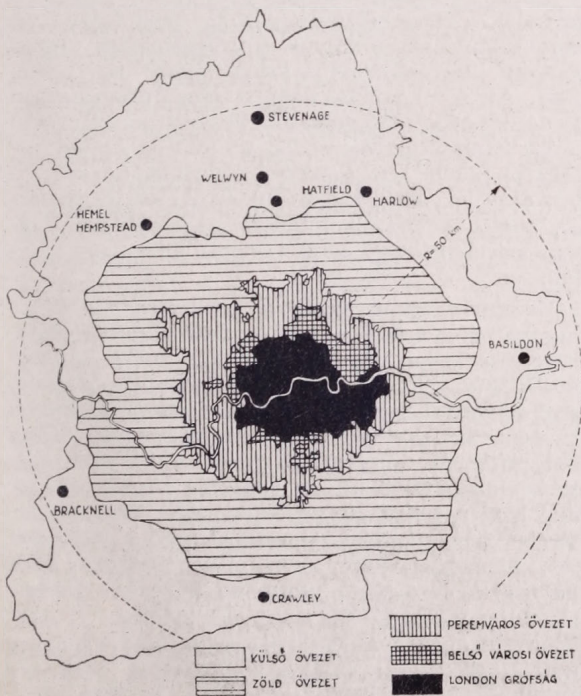 STEVENAGE
WELWYN
HATFIELD
HARLOW
HEMEL
HEMPSTEAD
R=50 km
BASILDON
BRACKNELL
CRAWLEY
PEREMVÁROS ÖVEZET
KÜLSŐ ÖVEZET
BELSŐ VÁROSI ÖVEZET
ZÖLD ÖVEZET
LONDON GRÓFSÁG